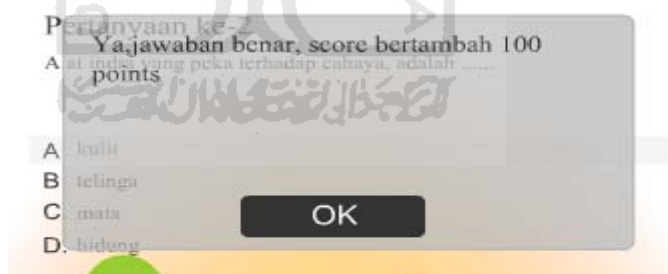 Pertanyaan ke-2
Ya,jawaban benar, score bertambah 100
points
A at indra yang peka terhadap cahaya, adalah ......
A kulit
B telinga
C. mata
D. hidung
OK